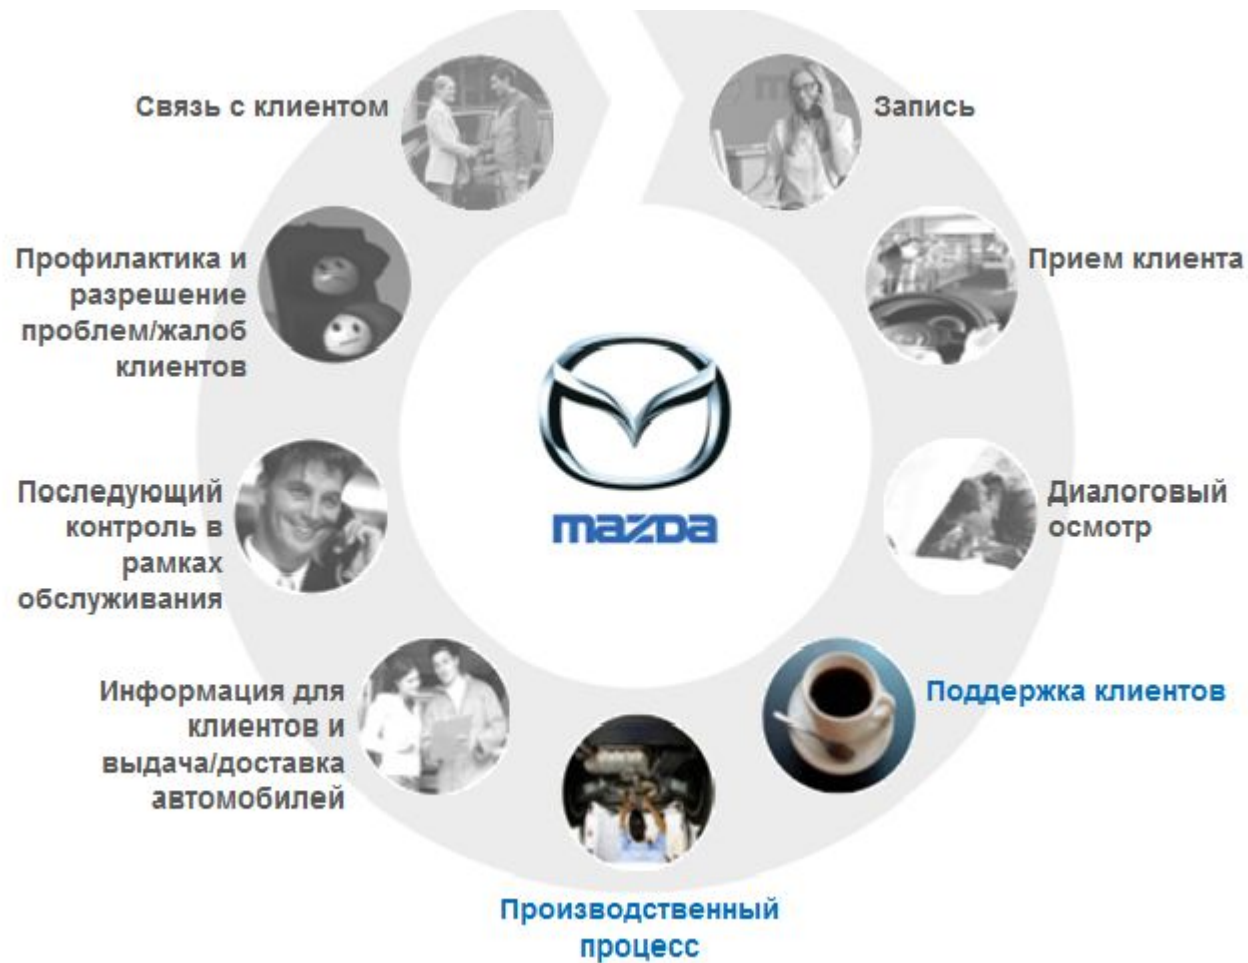 Связь с клиентом
Запись
Профилактика и
разрешение
проблем/жалоб
клиентов
Прием клиента
Последующий
контроль в
рамках
обслуживания
Диалоговый
осмотр
mazda
Информация для
клиентов и
выдача/доставка
автомобилей
Поддержка клиентов
Производственный
процесс